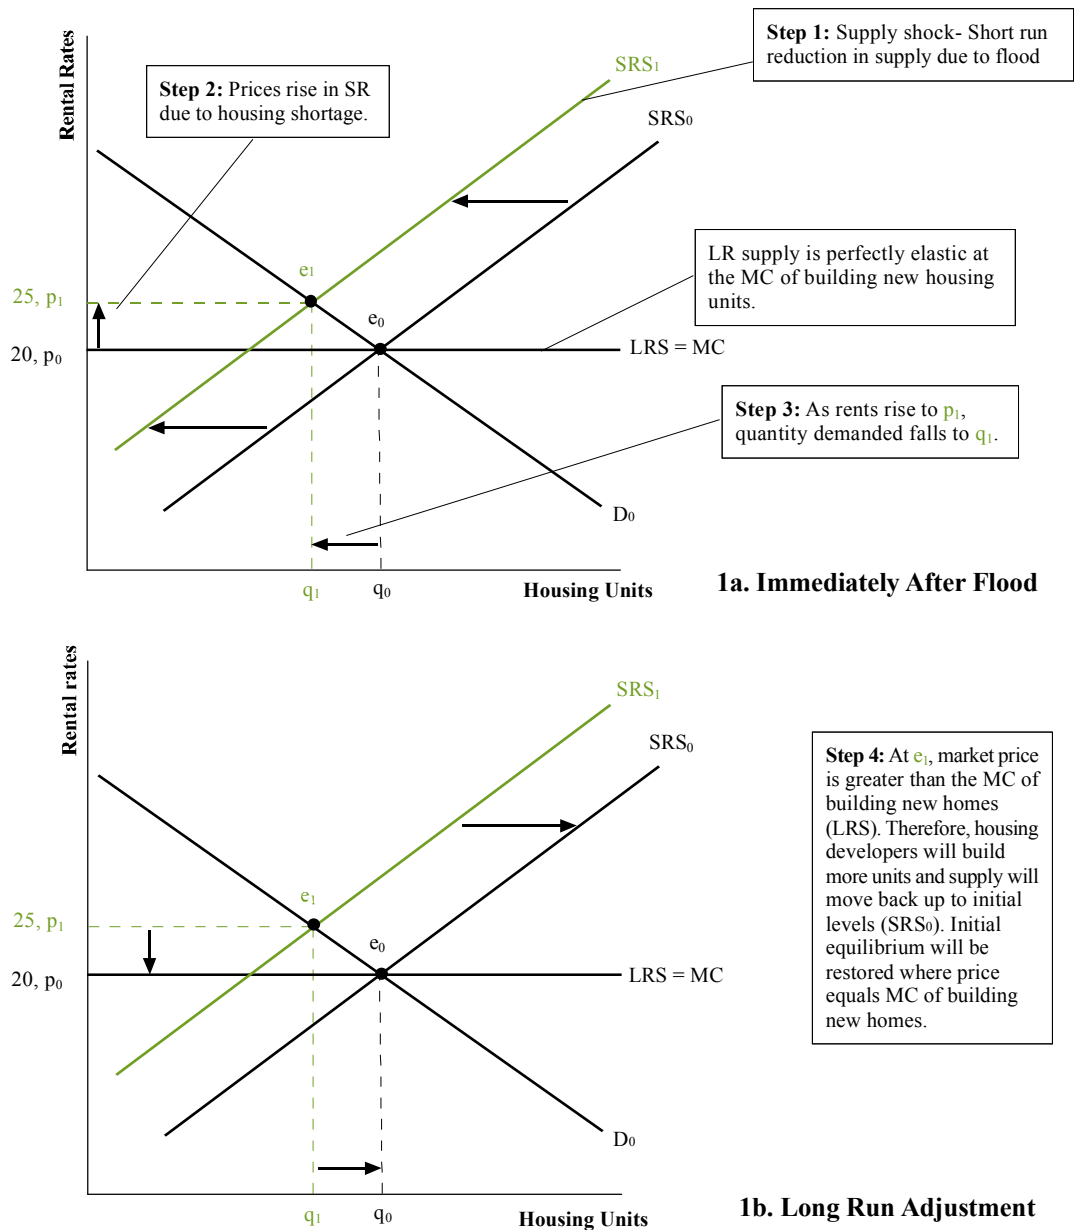 Rental Rates
Step 1: Supply shock- Short run
reduction in supply due to flood
SRS₁
Step 2: Prices rise in SR
due to housing shortage.
SRS₀
LR supply is perfectly elastic at
the MC of building new housing
units.
e₁
25, p₁
e₀
20, p₀
LRS = MC
Step 3: As rents rise to p₁,
quantity demanded falls to q₁.
D₀
q₁
q₀
Housing Units
1a. Immediately After Flood
Rental rates
SRS₁
SRS₀
Step 4: At e₁, market price
is greater than the MC of
building new homes
(LRS). Therefore, housing
developers will build
more units and supply will
move back up to initial
levels (SRS₀). Initial
equilibrium will be
restored where price
equals MC of building
new homes.
e₁
25, p₁
e₀
20, p₀
LRS = MC
D₀
q₁
q₀
Housing Units
1b. Long Run Adjustment